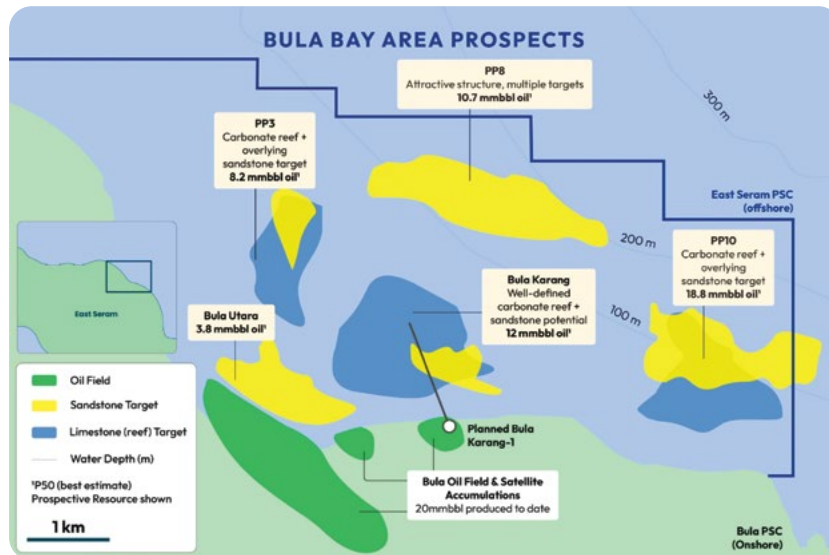 BULA BAY AREA PROSPECTS
PP8
Attractive structure, multiple targets
10.7 mmbbl oil¹
300 m
PP3
Carbonate reef +
overlying
sandstone target
8.2 mmbbl oil¹
East Seram PSC
(offshore)
200 m
PP10
Carbonate reef +
overlying
sandstone target
18.8 mmbbl oil¹
100 m
Bula Karang
Well-defined
carbonate reef +
sandstone potential
12 mmbbl oil¹
East Seram
Bula Utara
3.8 mmbbl oil¹
Oil Field
Sandstone Target
Limestone (reef) Target
Water Depth (m)
¹P50 (best estimate)
Prospective Resource shown
1 km
Planned Bula
Karang-1
Bula Oil Field & Satellite
Accumulations
20mmbbl produced to date
Bula PSC
(Onshore)